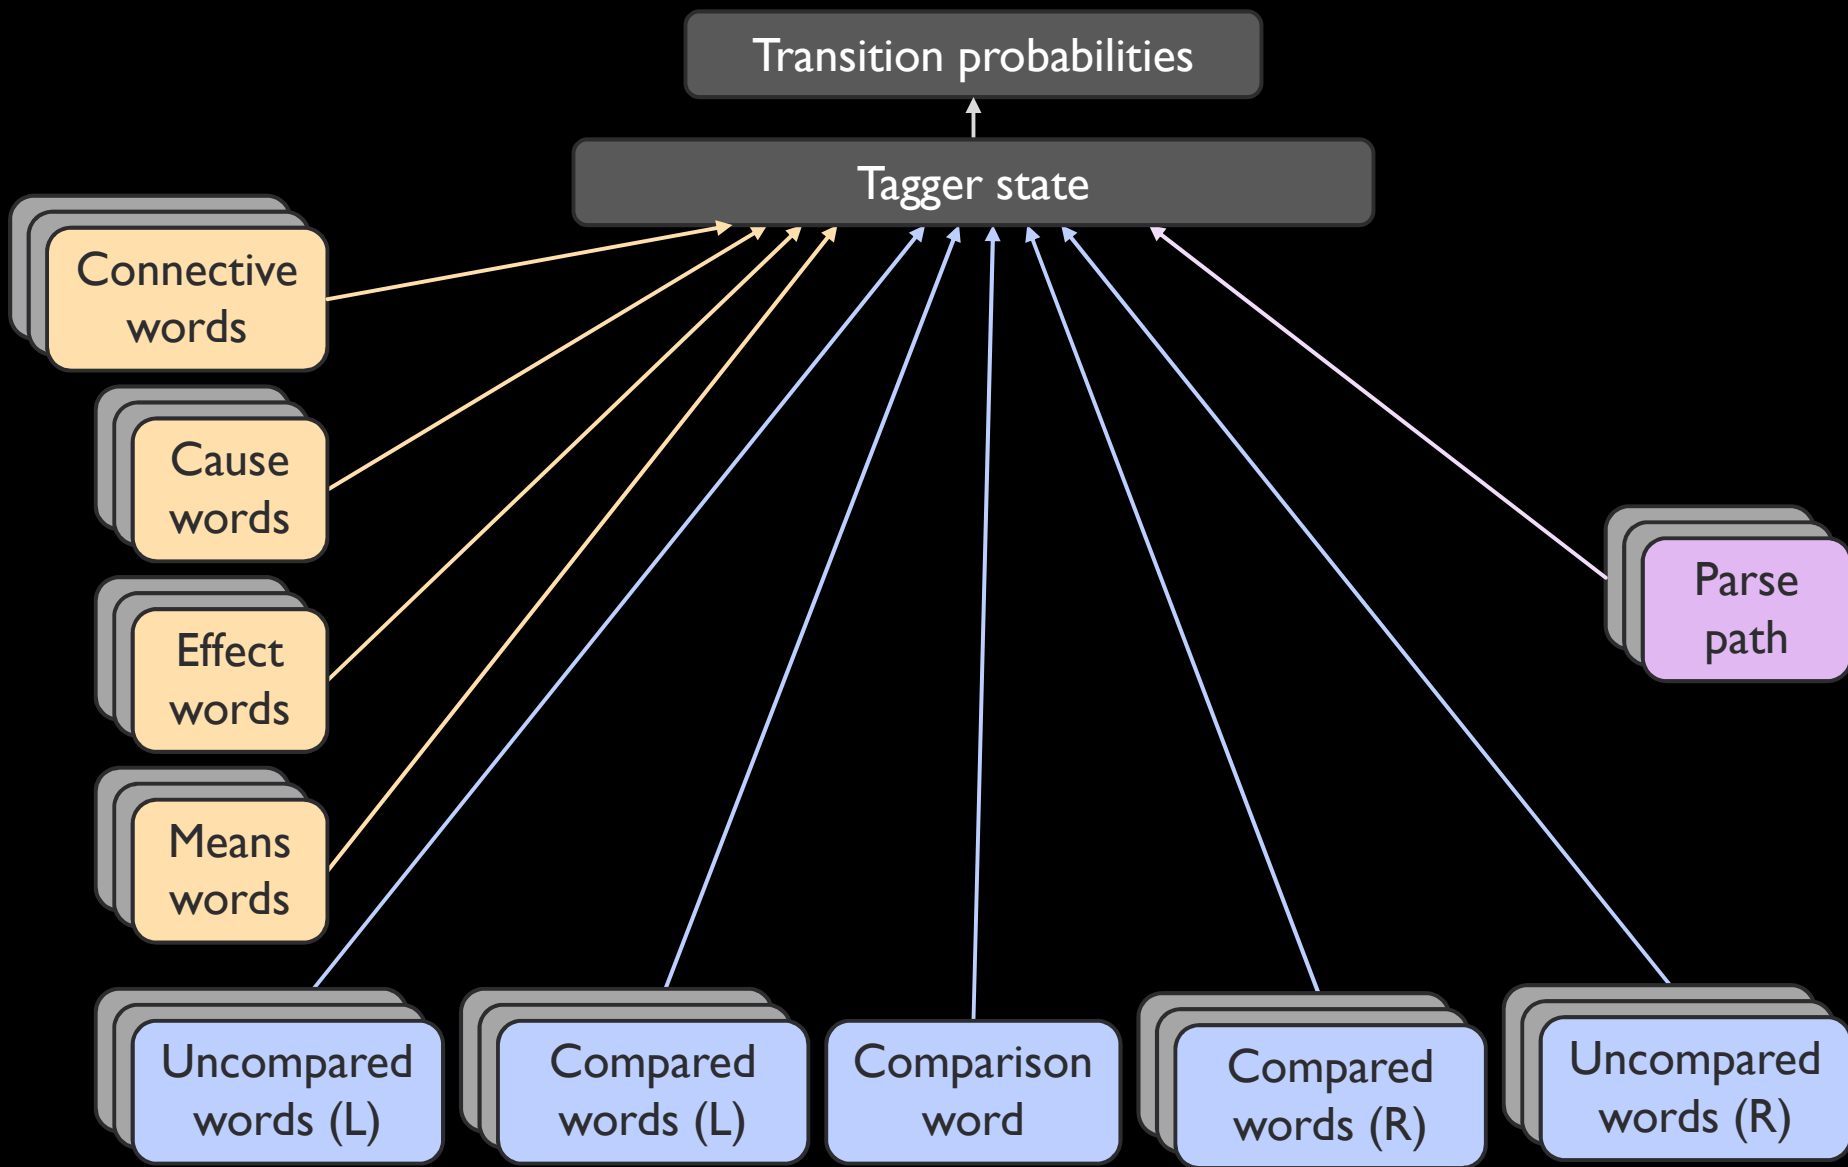 Transition probabilities
Tagger state
Connective
words
Cause
words
Effect
words
Means
words
Parse
path
Uncompared
words (L)
Compared
words (L)
Comparison
word
Compared
words (R)
Uncompared
words (R)